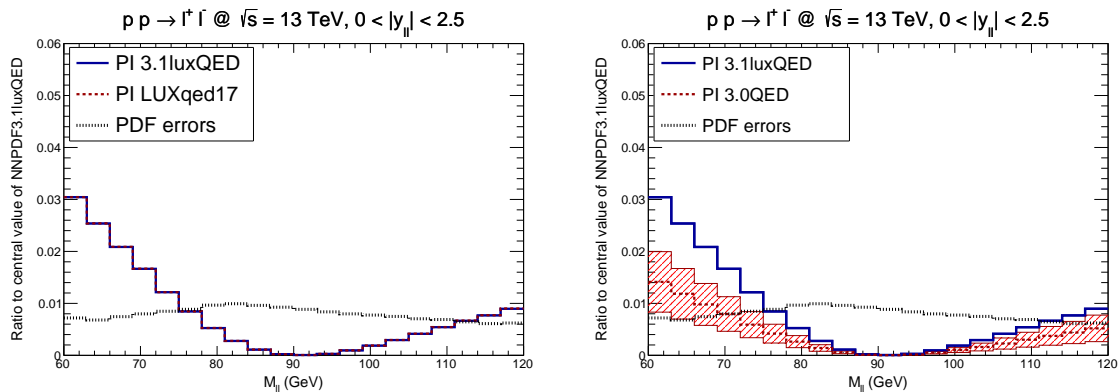 p p → l⁺ l⁻ @ √s = 13 TeV, 0 < |y_ll| < 2.5
Ratio to central value of NNPDF3.1luxQED
0.06
0.05
0.04
0.03
0.02
0.01
0
PI 3.1luxQED
PI LUXqed17
PDF errors
60 70 80 90 100 110 120
M_ll (GeV)
p p → l⁺ l⁻ @ √s = 13 TeV, 0 < |y_ll| < 2.5
Ratio to central value of NNPDF3.1luxQED
0.06
0.05
0.04
0.03
0.02
0.01
0
PI 3.1luxQED
PI 3.0QED
PDF errors
60 70 80 90 100 110 120
M_ll (GeV)